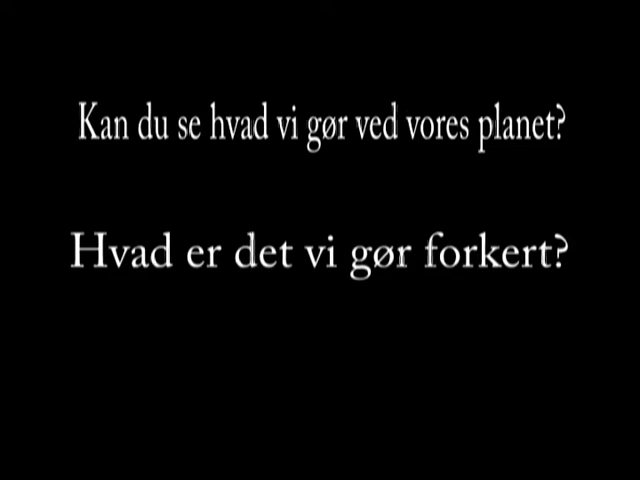 Kan du se hvad vi gør ved vores planet?
Hvad er det vi gør forkert?